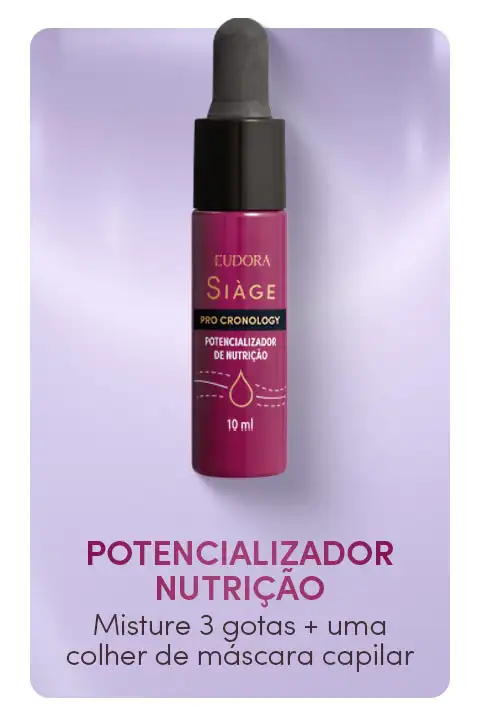 EUDORA
SIÀGE
PRO CRONOLOGY
POTENCIALIZADOR
DE NUTRIÇÃO
10 ml
POTENCIALIZADOR
NUTRIÇÃO
Misture 3 gotas + uma
colher de máscara capilar